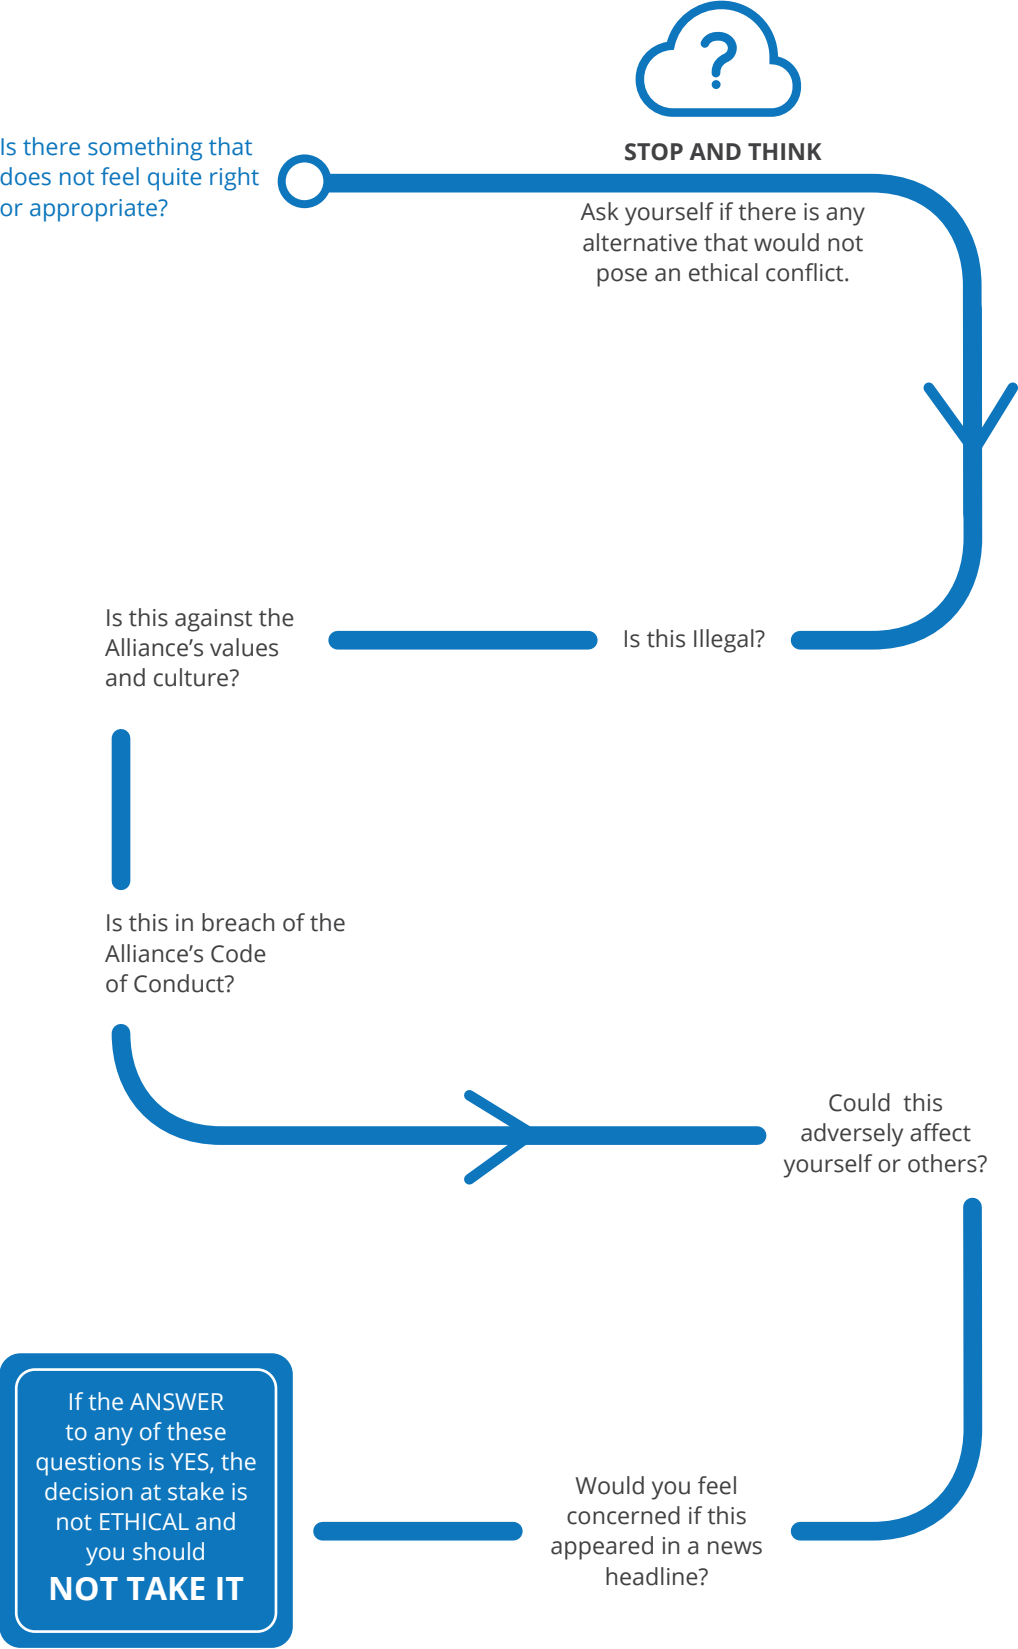 ?
STOP AND THINK
Is there something that
does not feel quite right
or appropriate?
Ask yourself if there is any
alternative that would not
pose an ethical conflict.
Is this Illegal?
Is this against the
Alliance’s values
and culture?
Is this in breach of the
Alliance’s Code
of Conduct?
Could  this
adversely affect
yourself or others?
Would you feel
concerned if this
appeared in a news
headline?
If the ANSWER
to any of these
questions is YES, the
decision at stake is
not ETHICAL and
you should
NOT TAKE IT